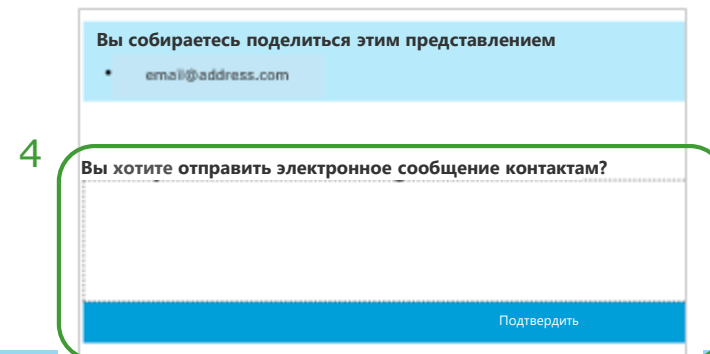 Вы собираетесь поделиться этим представлением
• email@address.com
4
Вы хотите отправить электронное сообщение контактам?
Подтвердить